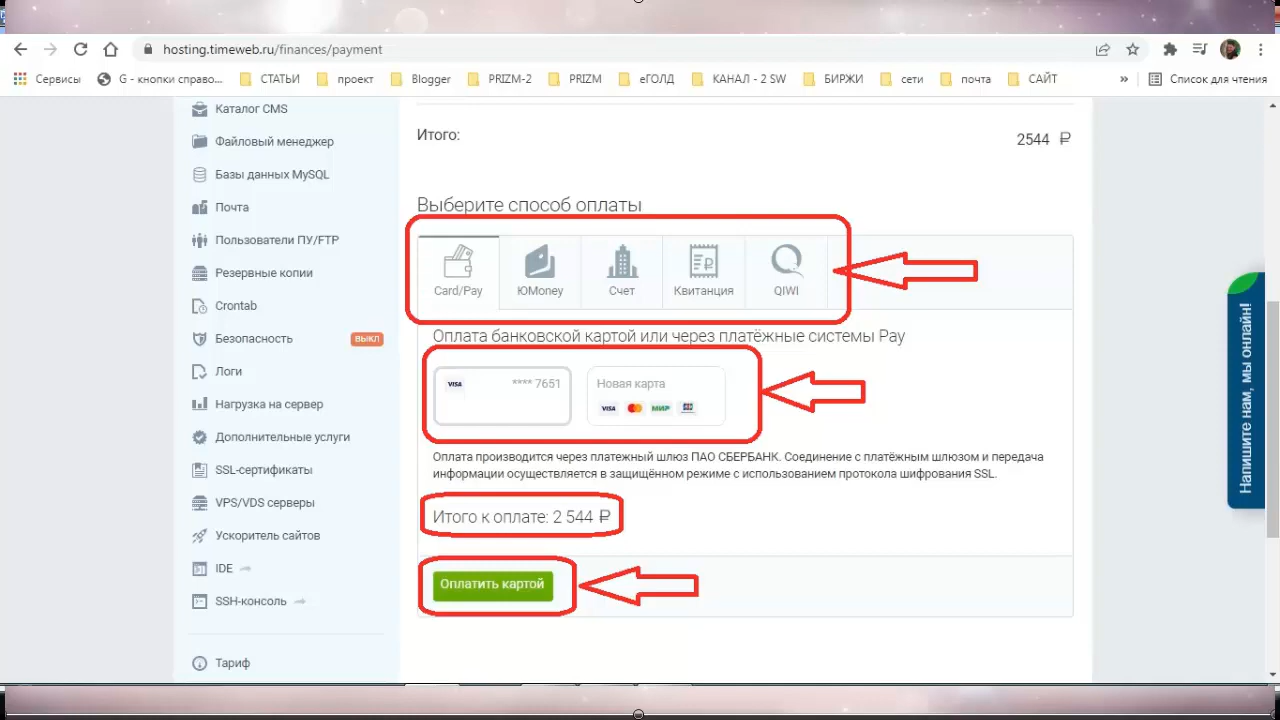 hosting.timeweb.ru/finances/payment
Сервисы G - кнопки справо... СТАТЬИ проект Blogger PRIZM-2 PRIZM еГОЛД КАНАЛ - 2 SW БИРЖИ сети почта САЙТ » Список для чтения
Каталог CMS
Файловый менеджер
Базы данных MySQL
Почта
Пользователи ПУ/FTP
Резервные копии
Crontab
Безопасность ВЫКЛ
Логи
Нагрузка на сервер
Дополнительные услуги
SSL-сертификаты
VPS/VDS серверы
Ускоритель сайтов
IDE
SSH-консоль
Тариф
Итого: 2544 ₽
Выберите способ оплаты
Card/Pay ЮMoney Счет Квитанция QIWI
Оплата банковской картой или через платёжные системы Pay
VISA **** 7651 Новая карта
VISA МИР JCB
Оплата производится через платежный шлюз ПАО СБЕРБАНК. Соединение с платёжным шлюзом и передача
информации осуществляется в защищённом режиме с использованием протокола шифрования SSL.
Итого к оплате: 2 544 ₽
Оплатить картой
Напишите нам, мы онлайн!